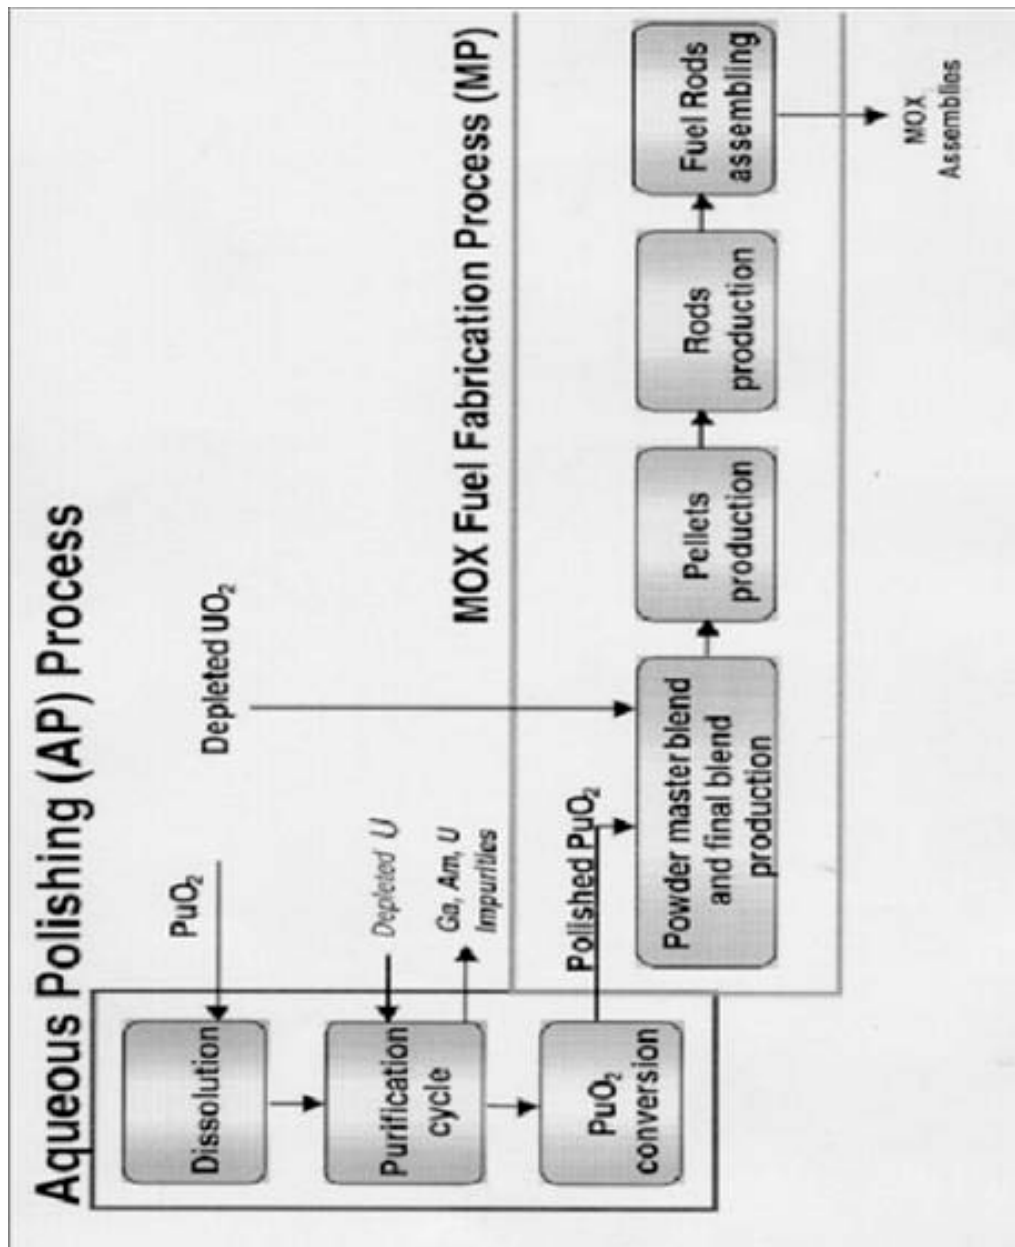 Aqueous Polishing (AP) Process
PuO₂
Depleted UO₂
Dissolution
Depleted U
Purification
cycle
Ga, Am, U
Impurities
PuO₂
conversion
Polished PuO₂
MOX Fuel Fabrication Process (MP)
Powder master blend
and final blend
production
Pellets
production
Rods
production
Fuel Rods
assembling
MOX
Assemblies